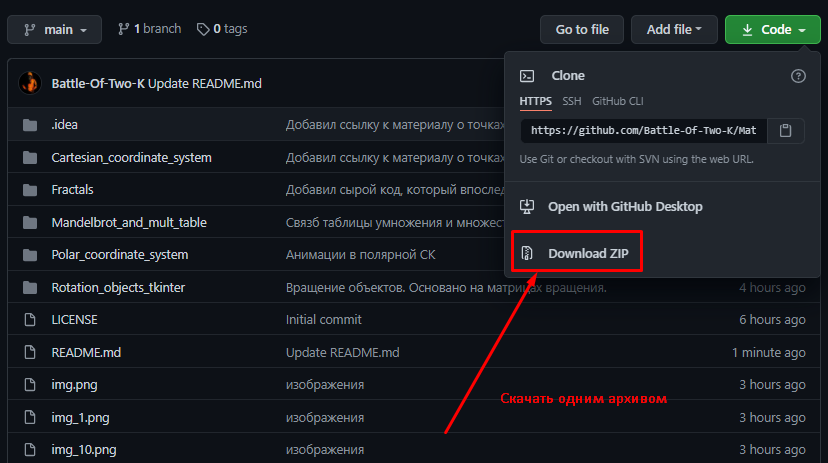 main 1 branch 0 tags Go to file Add file Code
Battle-Of-Two-K Update README.md
Clone
HTTPS SSH GitHub CLI
https://github.com/Battle-Of-Two-K/Mat
Use Git or checkout with SVN using the web URL.
Open with GitHub Desktop
Download ZIP
.idea Добавил ссылку к материалу о точках
Cartesian_coordinate_system Добавил ссылку к материалу о точках
Fractals Добавил сырой код, который впослед
Mandelbrot_and_mult_table Связб таблицы умножения и множест
Polar_coordinate_system Анимации в полярной СК
Rotation_objects_tkinter Вращение объектов. Основано на матрицах вращения. 4 hours ago
LICENSE Initial commit 6 hours ago
README.md Update README.md 1 minute ago
img.png изображения 3 hours ago
img_1.png изображения 3 hours ago
Скачать одним архивом
img_10.png изображения 4 hours ago